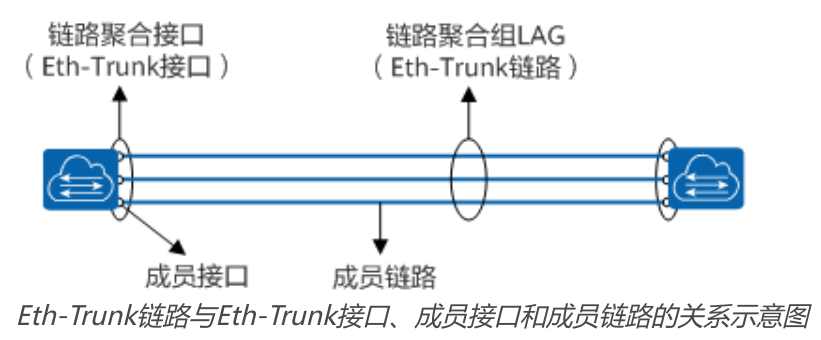 链路聚合接口
（Eth-Trunk接口）
链路聚合组LAG
（Eth-Trunk链路）
成员接口
成员链路
Eth-Trunk链路与Eth-Trunk接口、成员接口和成员链路的关系示意图